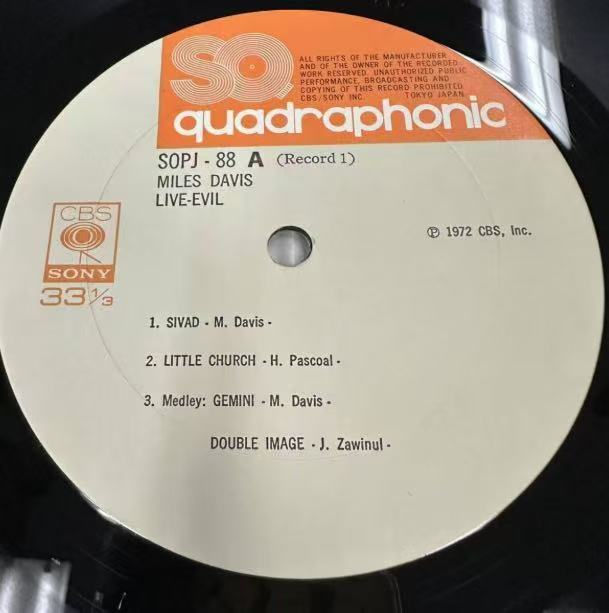 SQ
ALL RIGHTS OF THE MANUFACTURER
AND OF THE OWNER OF THE RECORDED
WORK RESERVED. UNAUTHORIZED PUBLIC
PERFORMANCE, BROADCASTING AND
COPYING OF THIS RECORD PROHIBITED
CBS/SONY INC. TOKYO JAPAN
quadraphonic
SOPJ - 88 A (Record 1)
MILES DAVIS
LIVE-EVIL
CBS
SONY
33 1/3
℗ 1972 CBS, Inc.
1. SIVAD - M. Davis -
2. LITTLE CHURCH - H. Pascoal -
3. Medley: GEMINI - M. Davis -
DOUBLE IMAGE - J. Zawinul -